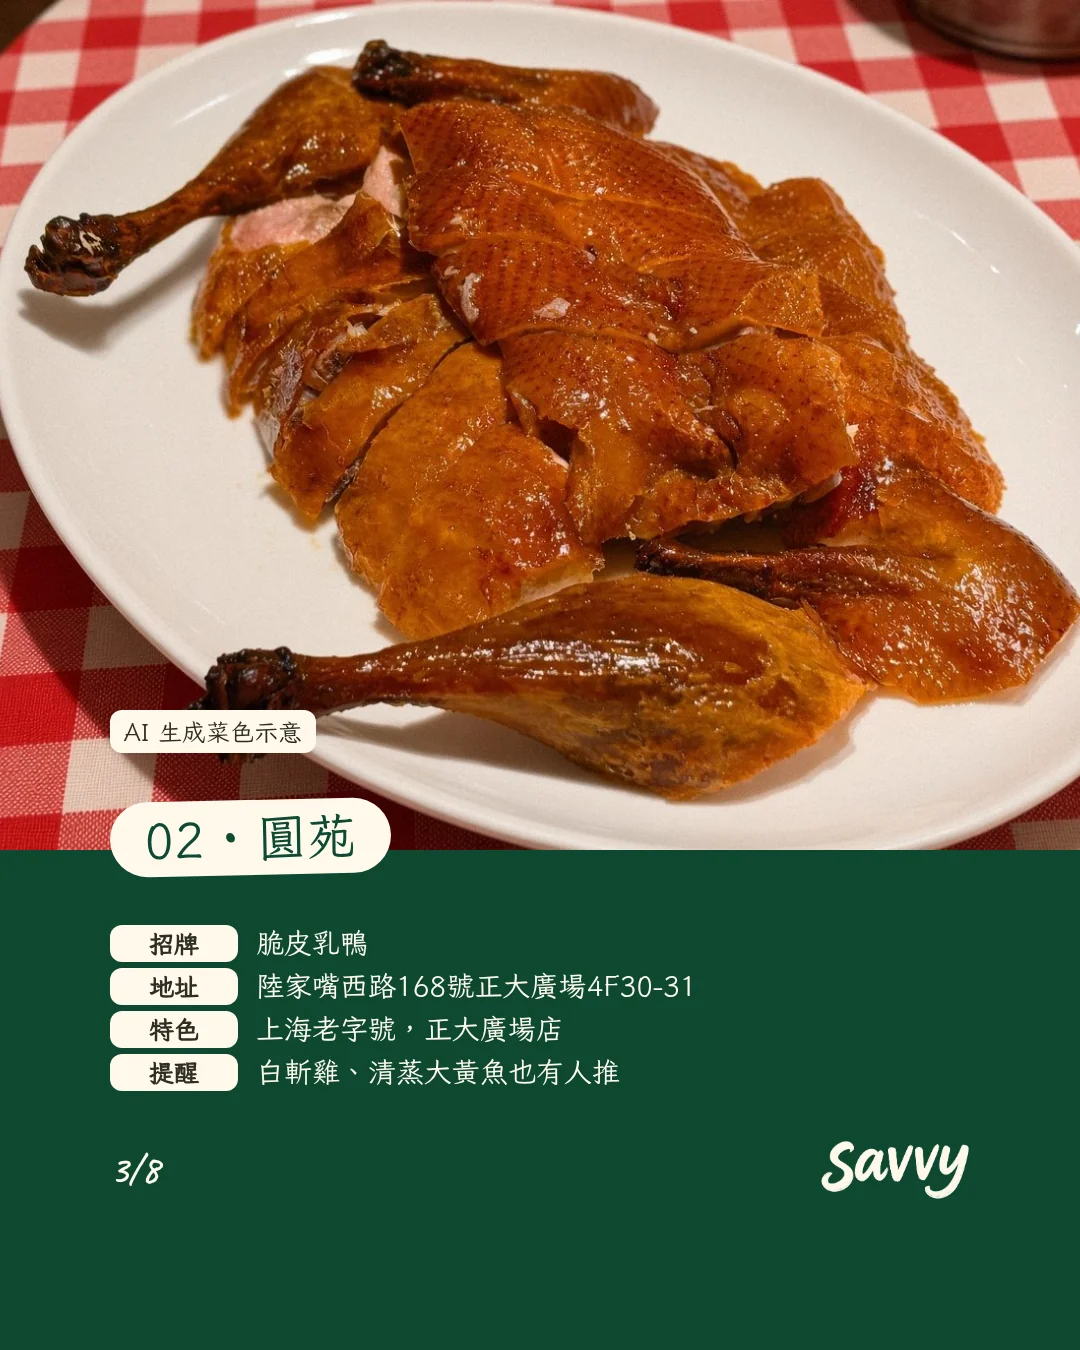 AI 生成菜色示意
02・圓苑
招牌 脆皮乳鴨
地址 陸家嘴西路168號正大廣場4F30-31
特色 上海老字號，正大廣場店
提醒 白斬雞、清蒸大黃魚也有人推
3/8
Savvy